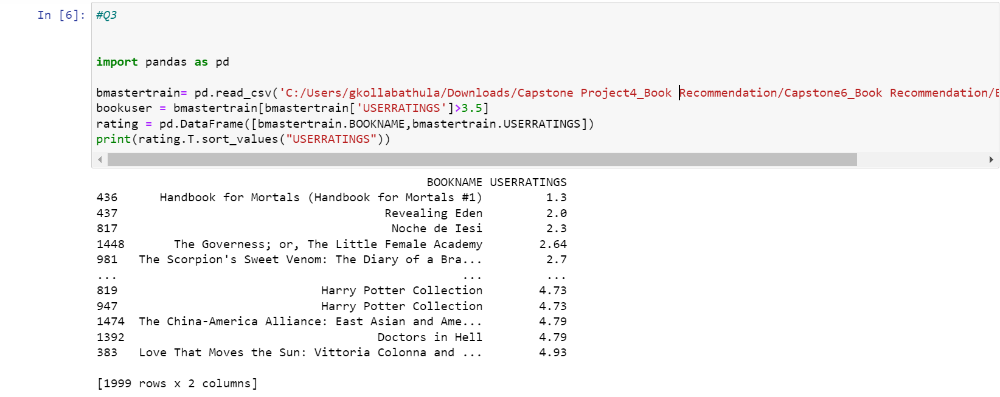 In [6]: #Q3
import pandas as pd
bmastertrain= pd.read_csv('C:/Users/gkollabathula/Downloads/Capstone Project4_Book Recommendation/Capstone6_Book Recommendation/
bookuser = bmastertrain[bmastertrain['USERRATINGS']>3.5]
rating = pd.DataFrame([bmastertrain.BOOKNAME,bmastertrain.USERRATINGS])
print(rating.T.sort_values("USERRATINGS"))
BOOKNAME USERRATINGS
436 Handbook for Mortals (Handbook for Mortals #1) 1.3
437 Revealing Eden 2.0
817 Noche de Iesi 2.3
1448 The Governess; or, The Little Female Academy 2.64
981 The Scorpion's Sweet Venom: The Diary of a Bra... 2.7
... ... ...
819 Harry Potter Collection 4.73
947 Harry Potter Collection 4.73
1474 The China-America Alliance: East Asian and Ame... 4.79
1392 Doctors in Hell 4.79
383 Love That Moves the Sun: Vittoria Colonna and ... 4.93
[1999 rows x 2 columns]